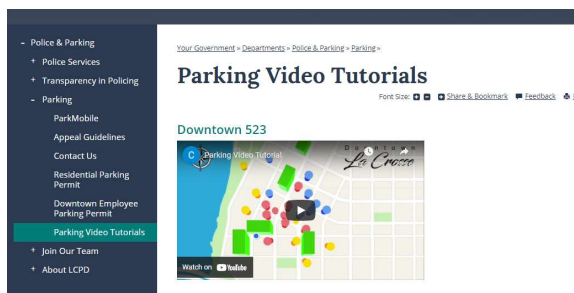 - Police & Parking
+ Police Services
+ Transparency in Policing
- Parking
ParkMobile
Appeal Guidelines
Contact Us
Residential Parking
Permit
Downtown Employee
Parking Permit
Parking Video Tutorials
+ Join Our Team
+ About LCPD
Your Government » Departments » Police & Parking » Parking »
Parking Video Tutorials
Font Size: + - + Share & Bookmark Feedback
Downtown 523
C Parking Video Tutorial
Downtown
La Crosse
Watch on YouTube